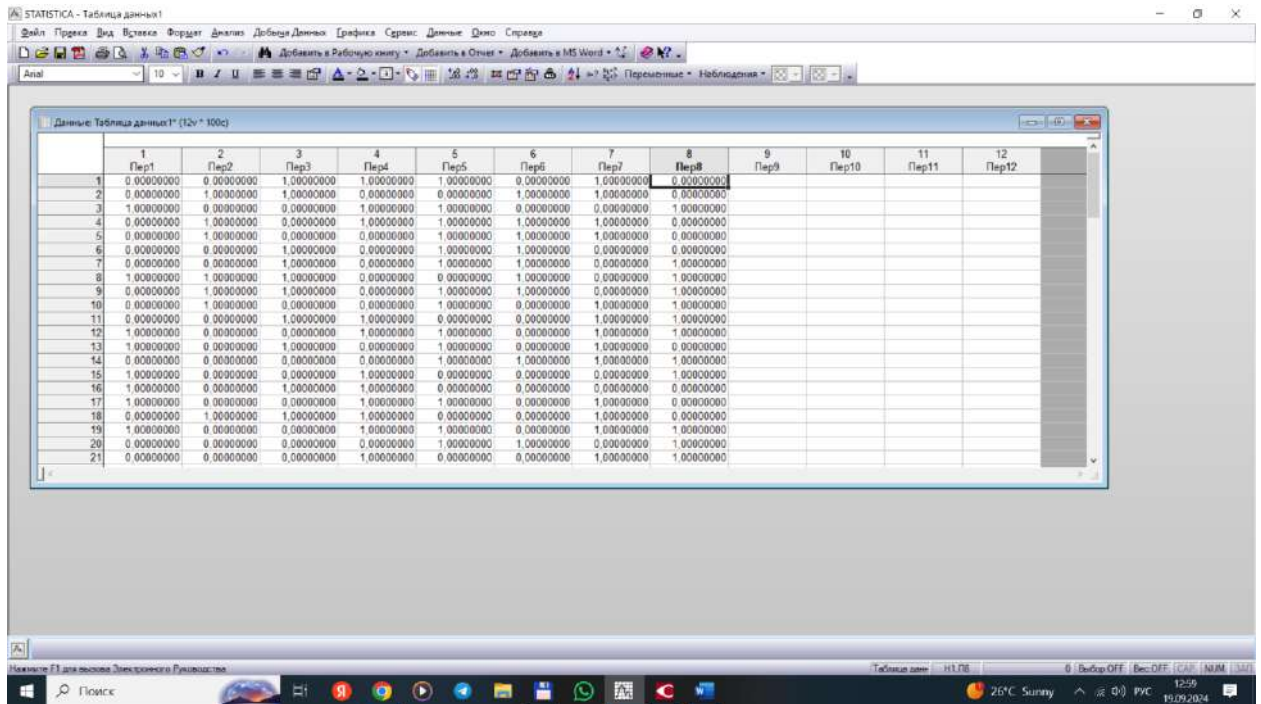 STATISTICA - Таблица данных1
Файл Правка Вид Вставка Формат Анализ Добыча Данных Графика Сервис Данные Окно Справка
Добавить в Рабочую книгу Добавить в Отчет Добавить в MS Word
Arial 10 B I U Переменные Наблюдения
Данные: Таблица данных1* (12v * 100c)
1 2 3 4 5 6 7 8 9 10 11 12
Пер1 Пер2 Пер3 Пер4 Пер5 Пер6 Пер7 Пер8 Пер9 Пер10 Пер11 Пер12
1 0,00000000 0,00000000 1,00000000 1,00000000 1,00000000 0,00000000 1,00000000 0,00000000
2 0,00000000 1,00000000 1,00000000 0,00000000 0,00000000 1,00000000 1,00000000 0,00000000
3 1,00000000 0,00000000 0,00000000 1,00000000 1,00000000 0,00000000 0,00000000 1,00000000
4 0,00000000 1,00000000 0,00000000 1,00000000 1,00000000 1,00000000 1,00000000 0,00000000
5 0,00000000 1,00000000 0,00000000 0,00000000 1,00000000 1,00000000 1,00000000 0,00000000
6 0,00000000 0,00000000 1,00000000 0,00000000 1,00000000 1,00000000 0,00000000 0,00000000
7 0,00000000 0,00000000 1,00000000 0,00000000 1,00000000 1,00000000 0,00000000 1,00000000
8 1,00000000 1,00000000 1,00000000 0,00000000 0,00000000 1,00000000 0,00000000 1,00000000
9 0,00000000 1,00000000 1,00000000 0,00000000 1,00000000 1,00000000 0,00000000 1,00000000
10 0,00000000 1,00000000 0,00000000 0,00000000 1,00000000 0,00000000 1,00000000 1,00000000
11 0,00000000 0,00000000 1,00000000 1,00000000 0,00000000 0,00000000 1,00000000 1,00000000
12 1,00000000 0,00000000 0,00000000 1,00000000 1,00000000 0,00000000 1,00000000 1,00000000
13 1,00000000 0,00000000 1,00000000 0,00000000 1,00000000 0,00000000 1,00000000 0,00000000
14 0,00000000 0,00000000 0,00000000 0,00000000 1,00000000 1,00000000 1,00000000 1,00000000
15 1,00000000 0,00000000 0,00000000 1,00000000 0,00000000 0,00000000 0,00000000 1,00000000
16 1,00000000 0,00000000 1,00000000 1,00000000 0,00000000 0,00000000 0,00000000 0,00000000
17 1,00000000 0,00000000 0,00000000 1,00000000 1,00000000 0,00000000 1,00000000 0,00000000
18 0,00000000 1,00000000 1,00000000 1,00000000 0,00000000 0,00000000 1,00000000 0,00000000
19 1,00000000 0,00000000 0,00000000 0,00000000 1,00000000 0,00000000 1,00000000 1,00000000
20 0,00000000 0,00000000 0,00000000 0,00000000 1,00000000 1,00000000 0,00000000 1,00000000
21 0,00000000 0,00000000 0,00000000 1,00000000 0,00000000 0,00000000 1,00000000 1,00000000
Нажмите F1 для вызова Электронного Руководства Таблица данн Н1,П8 0 Выбор OFF Вес:OFF CAP NUM ЗАП
Поиск 26°C Sunny РУС 12:59
19.09.2024